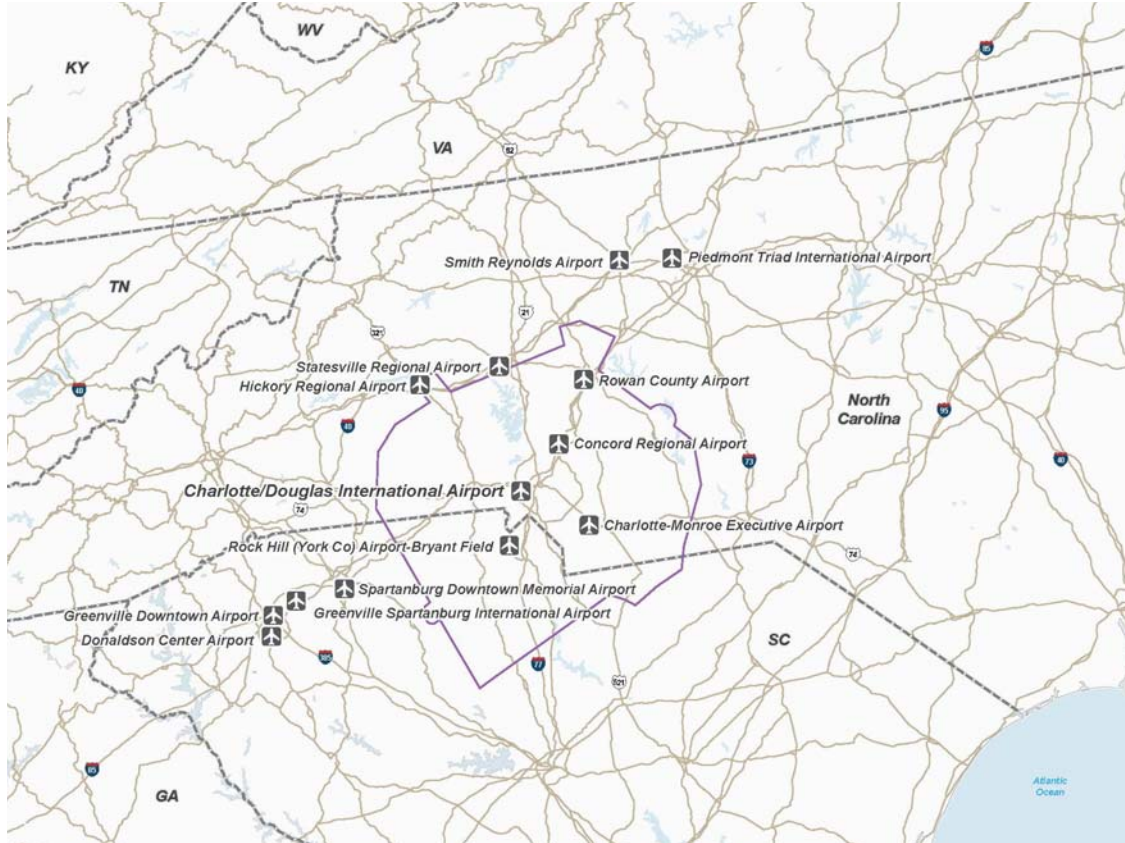 WV
85
KY
VA
52
Smith Reynolds Airport
Piedmont Triad International Airport
TN
21
321
Statesville Regional Airport
Hickory Regional Airport
Rowan County Airport
40
North
Carolina
95
40
Concord Regional Airport
73
40
Charlotte/Douglas International Airport
74
Charlotte-Monroe Executive Airport
Rock Hill (York Co) Airport-Bryant Field
74
Spartanburg Downtown Memorial Airport
Greenville Downtown Airport
Greenville Spartanburg International Airport
Donaldson Center Airport
SC
385
77
521
85
GA
Atlantic
Ocean